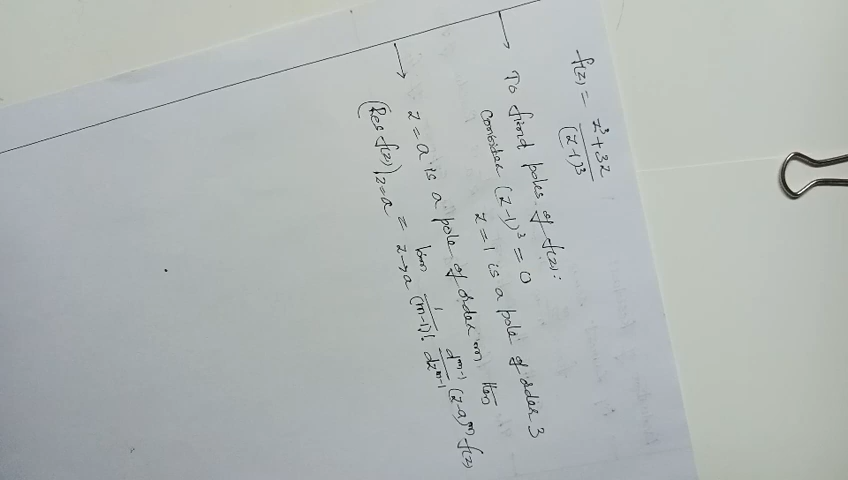 f(z) = z³+3z / (z-1)³
→ To find poles of f(z):
Consider (z-1)³ = 0
z = 1 is a pole of order 3
→ z = a is a pole of order m then
(Res f(z))z=a = lim z→a 1/(m-1)! d^m-1/dz^m-1 (z-a)^m f(z)